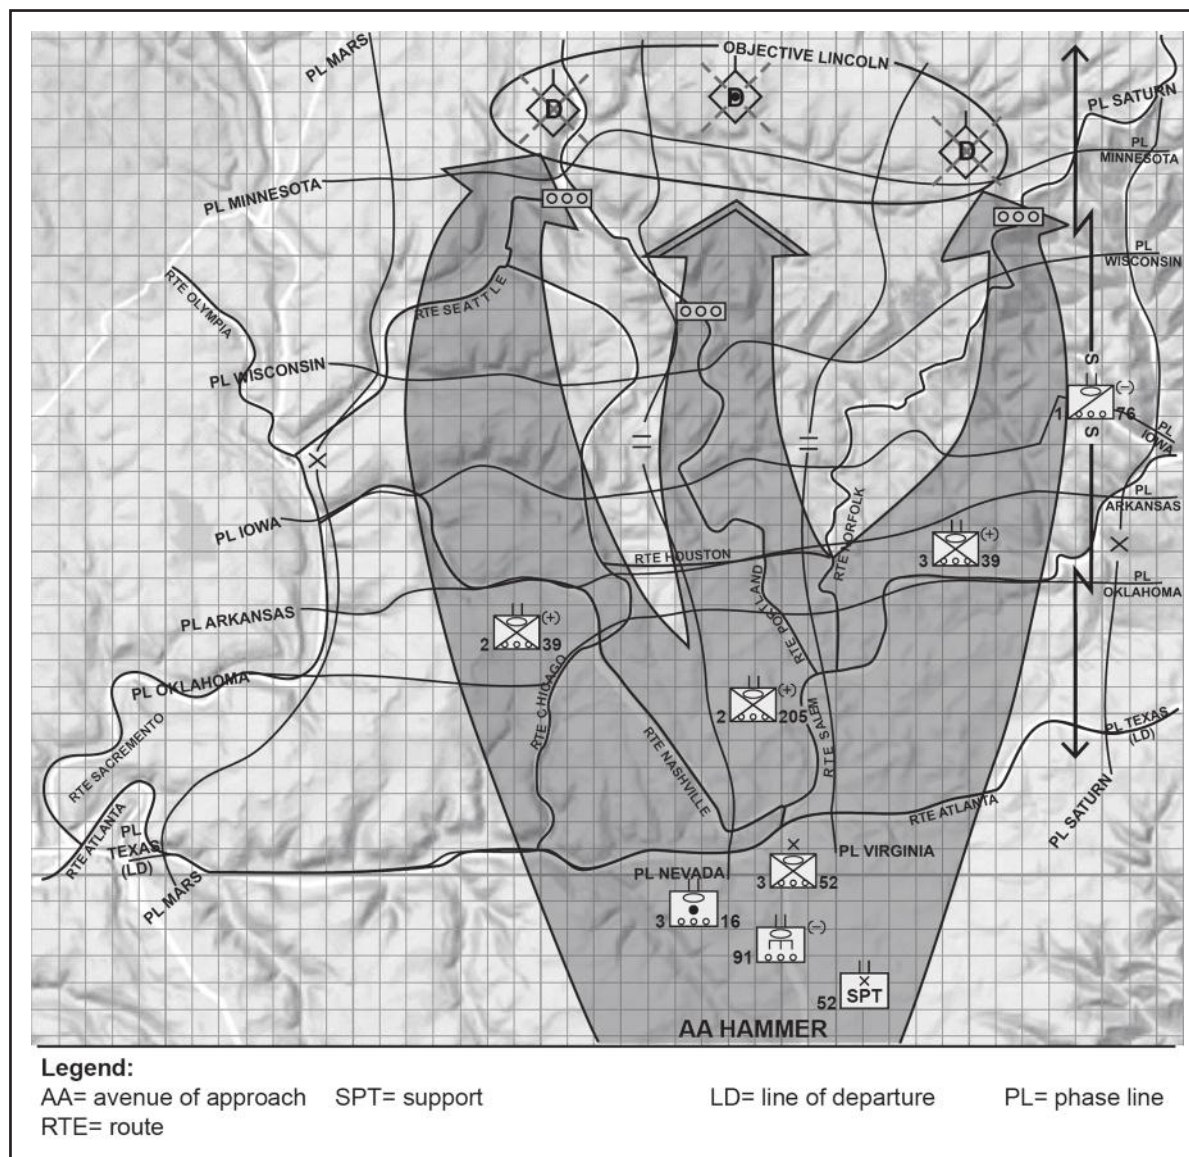 OBJECTIVE LINCOLN
PL MARS
D
D
D
PL SATURN
PL
MINNESOTA
PL MINNESOTA
PL
WISCONSIN
RTE OLYMPIA
RTE SEATTLE
PL WISCONSIN
S
(–)
1 76
S
PL
IOWA
PL
ARKANSAS
PL IOWA
RTE NORFOLK
(+)
3 39
RTE HOUSTON
PL
OKLAHOMA
PL ARKANSAS
RTE PORTLAND
(+)
2 39
PL OKLAHOMA
RTE CHICAGO
(+)
2 205
RTE SACREMENTO
RTE NASHVILLE
RTE SALEM
PL TEXAS
(LD)
RTE ATLANTA
PL SATURN
RTE ATLANTA
PL
TEXAS
(LD)
PL MARS
PL NEVADA
PL VIRGINIA
3 52
3 16
(–)
91
52 SPT
AA HAMMER
Legend:
AA= avenue of approach SPT= support LD= line of departure PL= phase line
RTE= route